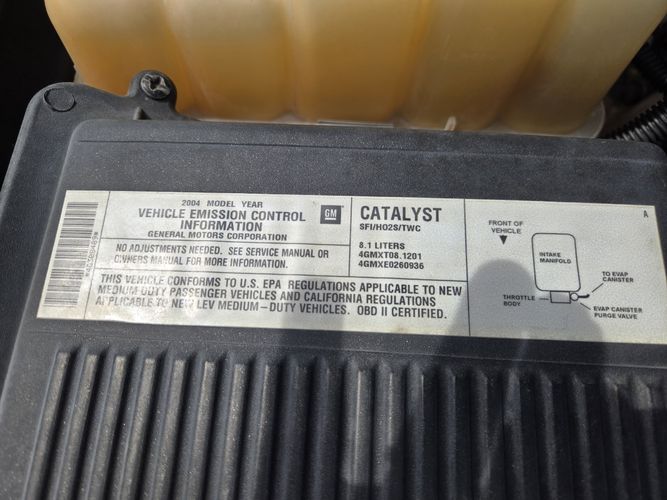 2004 MODEL YEAR
VEHICLE EMISSION CONTROL
INFORMATION
GENERAL MOTORS CORPORATION
GM
NO ADJUSTMENTS NEEDED. SEE SERVICE MANUAL OR
OWNERS MANUAL FOR MORE INFORMATION.
CATALYST
SFI/HO2S/TWC
8.1 LITERS
4GMXT08.1201
4GMXE0260936
THIS VEHICLE CONFORMS TO U.S. EPA REGULATIONS APPLICABLE TO NEW
MEDIUM DUTY PASSENGER VEHICLES AND CALIFORNIA REGULATIONS
APPLICABLE TO NEW LEV MEDIUM-DUTY VEHICLES. OBD II CERTIFIED.
A
FRONT OF
VEHICLE
INTAKE
MANIFOLD
THROTTLE
BODY
TO EVAP
CANISTER
EVAP CANISTER
PURGE VALVE